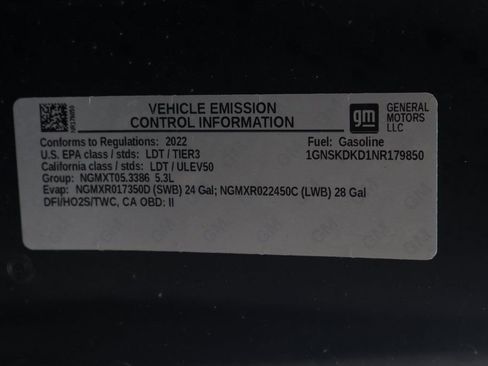 VEHICLE EMISSION
CONTROL INFORMATION
gm
GENERAL
MOTORS
LLC
Conforms to Regulations: 2022
Fuel: Gasoline
U.S. EPA class / stds: LDT / TIER3
1GNSKDKD1NR179850
California class / stds: LDT / ULEV50
Group: NGMXT05.3386 5.3L
Evap: NGMXR017350D (SWB) 24 Gal; NGMXR022450C (LWB) 28 Gal
DFI/HO2S/TWC, CA OBD: II
NR179850